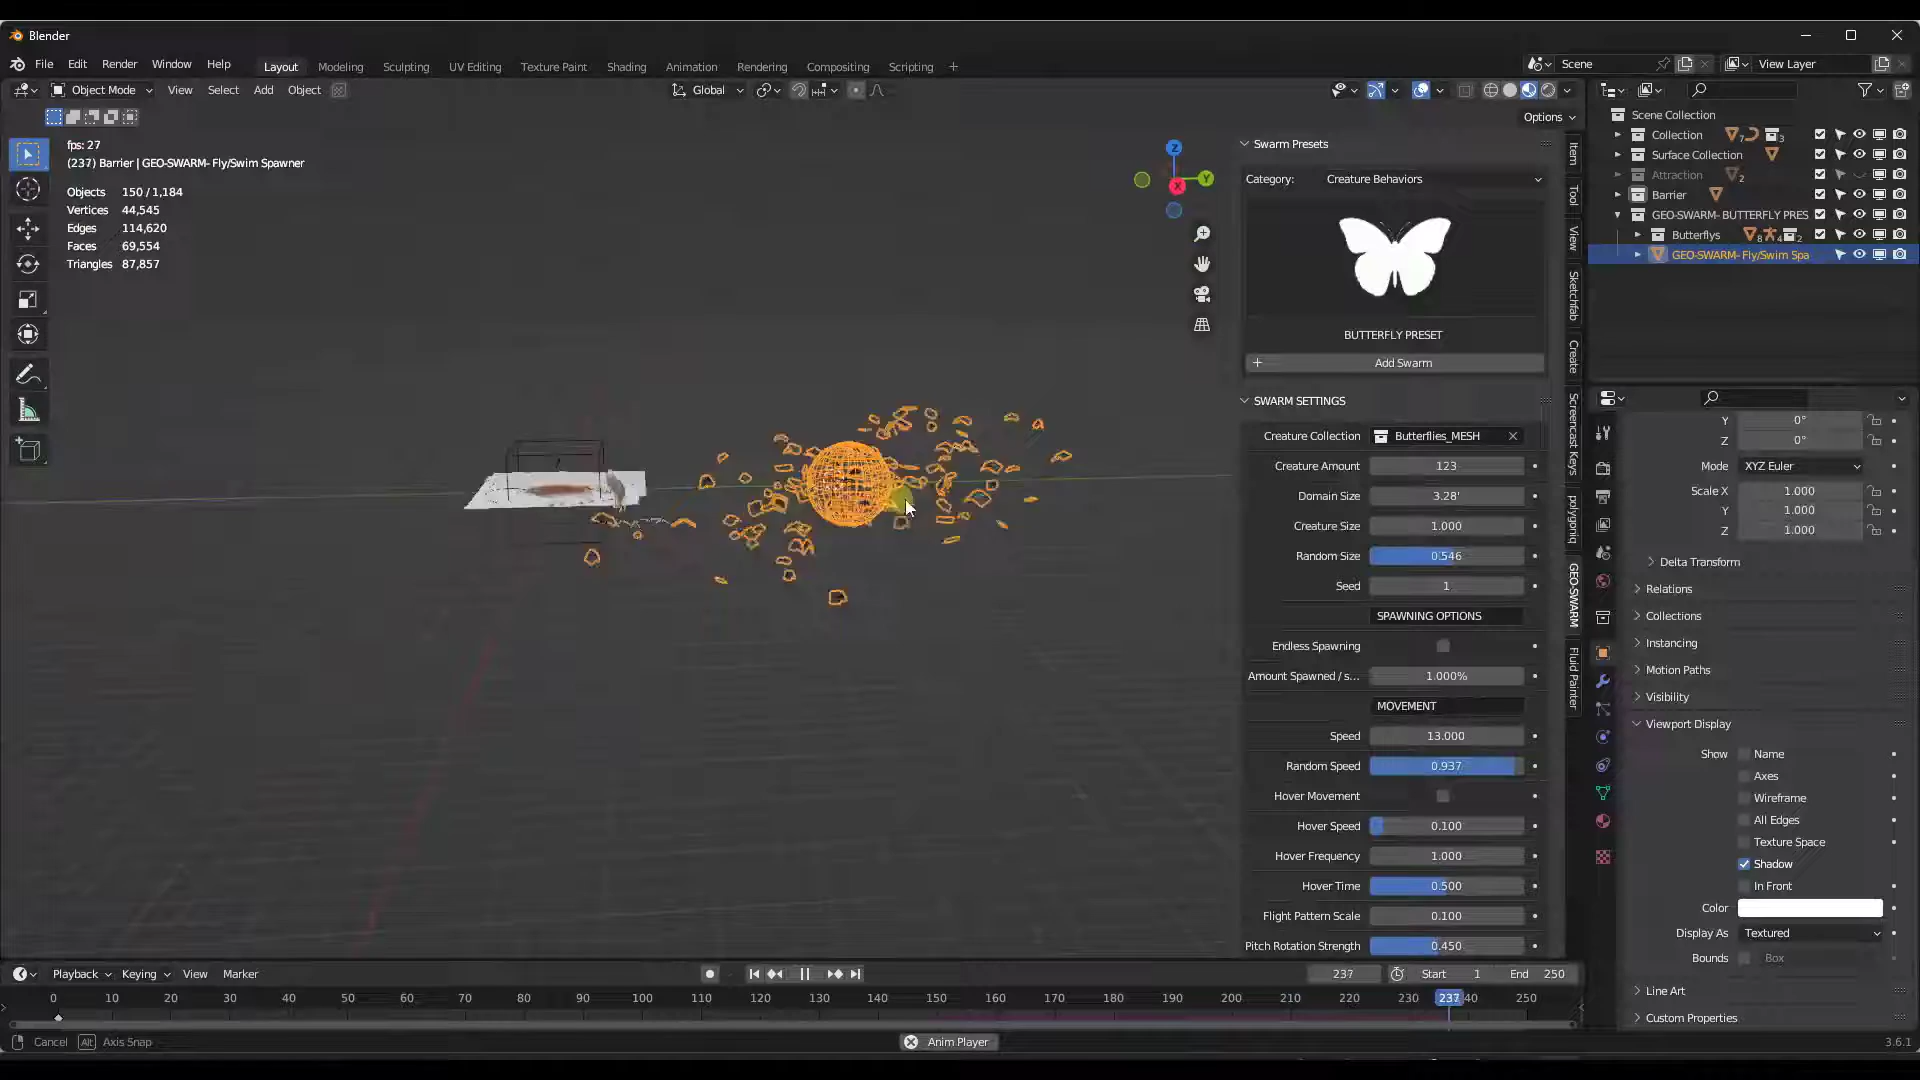 Blender
File Edit Render Window Help
Layout Modeling Sculpting UV Editing Texture Paint Shading Animation Rendering Compositing Scripting
Scene
View Layer
Object Mode View Select Add Object
Global
Options
fps: 27
(237) Barrier | GEO-SWARM- Fly/Swim Spawner
Objects 150 / 1,184
Vertices 44,545
Edges 114,620
Faces 69,554
Triangles 87,857
Z
Y
X
Swarm Presets
Category: Creature Behaviors
BUTTERFLY PRESET
Add Swarm
SWARM SETTINGS
Creature Collection Butterflies_MESH
Creature Amount 123
Domain Size 3.28'
Creature Size 1.000
Random Size 0.546
Seed 1
SPAWNING OPTIONS
Endless Spawning
Amount Spawned / s... 1.000%
MOVEMENT
Speed 13.000
Random Speed 0.937
Hover Movement
Hover Speed 0.100
Hover Frequency 1.000
Hover Time 0.500
Flight Pattern Scale 0.100
Pitch Rotation Strength 0.450
Item
Tool
View
Sketchfab
Create
Screencast Keys
polygoniq
GEO-SWARM
Fluid Painter
Scene Collection
Collection 7 3
Surface Collection
Attraction 2
Barrier
GEO-SWARM- BUTTERFLY PRES
Butterflys 8 4 2
GEO-SWARM- Fly/Swim Spa
Y 0°
Z 0°
Mode XYZ Euler
Scale X 1.000
Y 1.000
Z 1.000
Delta Transform
Relations
Collections
Instancing
Motion Paths
Visibility
Viewport Display
Show Name
Axes
Wireframe
All Edges
Texture Space
Shadow
In Front
Color
Display As Textured
Bounds Box
Line Art
Custom Properties
Playback Keying View Marker
237 Start 1 End 250
0 10 20 30 40 50 60 70 80 90 100 110 120 130 140 150 160 170 180 190 200 210 220 230 237 40 250
Cancel Alt Axis Snap
Anim Player
3.6.1